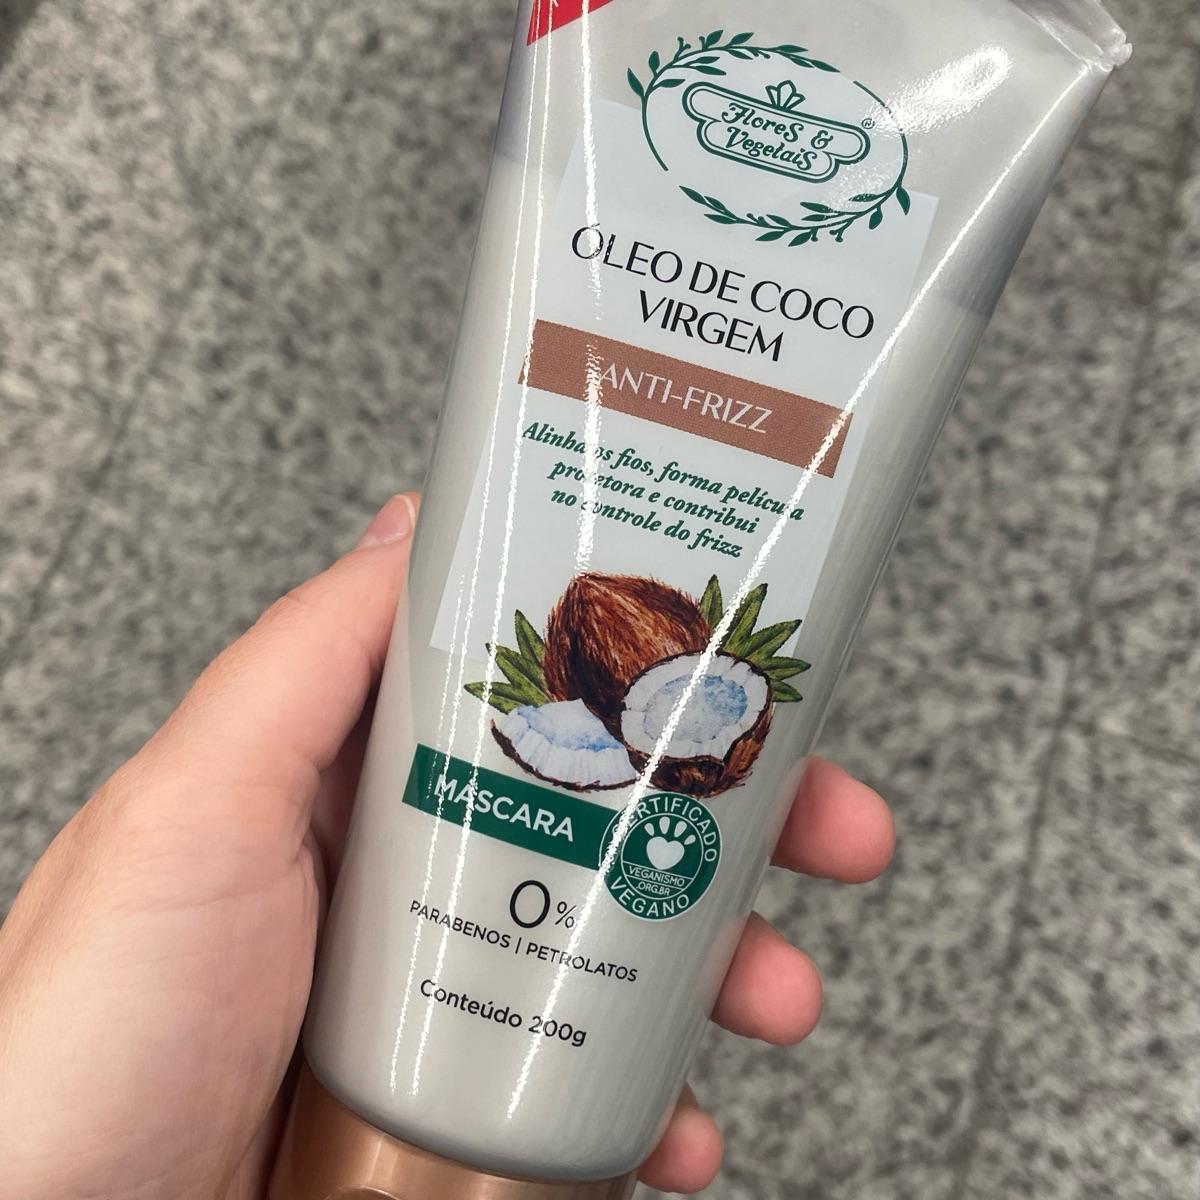 Flores &
Vegetais
®
ÓLEO DE COCO
VIRGEM
ANTI-FRIZZ
Alinha os fios, forma película
protetora e contribui
no controle do frizz
MÁSCARA
CERTIFICADO
VEGANISMO
.ORG.BR
VEGANO
0%
PARABENOS | PETROLATOS
Conteúdo 200g